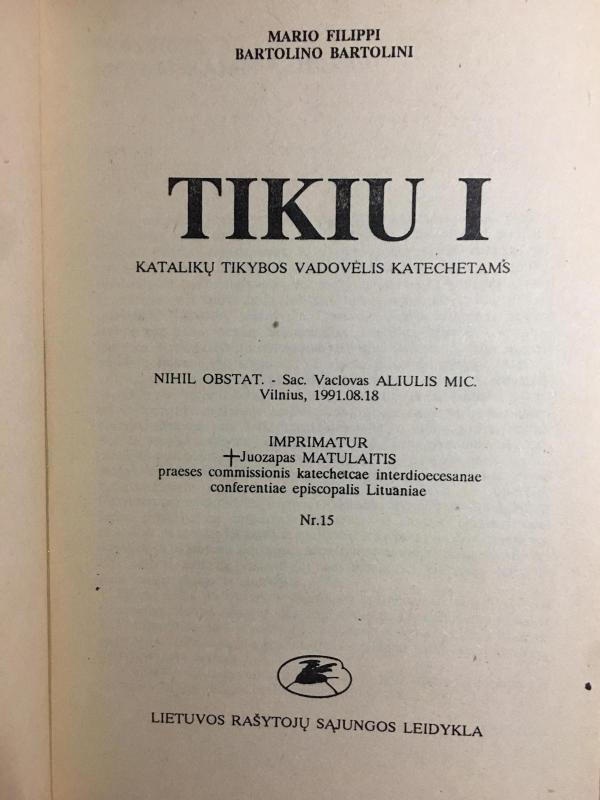 MARIO FILIPPI
BARTOLINO BARTOLINI
TIKIU I
KATALIKŲ TIKYBOS VADOVĖLIS KATECHETAMS
NIHIL OBSTAT. - Sac. Vaclovas ALIULIS MIC.
Vilnius, 1991.08.18
IMPRIMATUR
+Juozapas MATULAITIS
praeses commissionis katechetcae interdioecesanae
conferentiae episcopalis Lituaniae
Nr.15
LIETUVOS RAŠYTOJŲ SĄJUNGOS LEIDYKLA